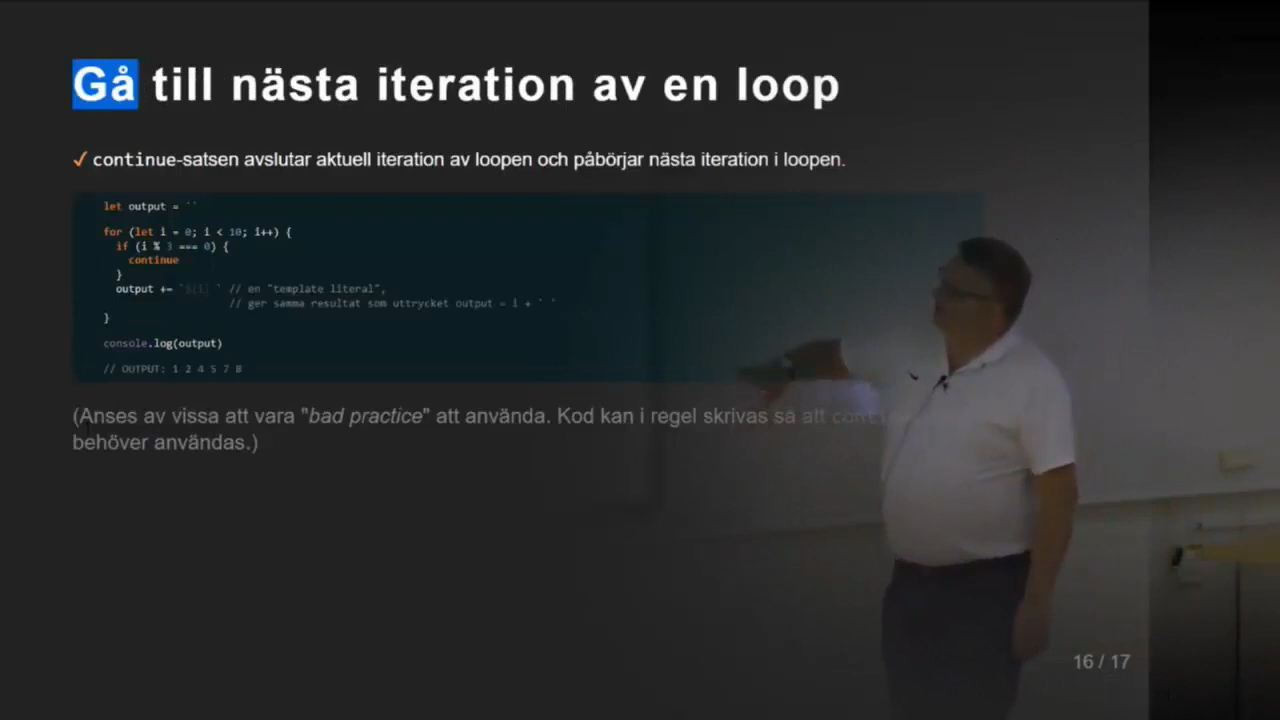 Gå till nästa iteration av en loop
✓ continue-satsen avslutar aktuell iteration av loopen och påbörjar nästa iteration i loopen.
let output = ``
for (let i = 0; i < 10; i++) {
if (i % 3 === 0) {
continue
}
output += `${i} ` // en "template literal",
// ger samma resultat som uttrycket output = i + ` `
}
console.log(output)
// OUTPUT: 1 2 4 5 7 8
(Anses av vissa att vara "bad practice" att använda. Kod kan i regel skrivas så att
behöver användas.)
16 / 17